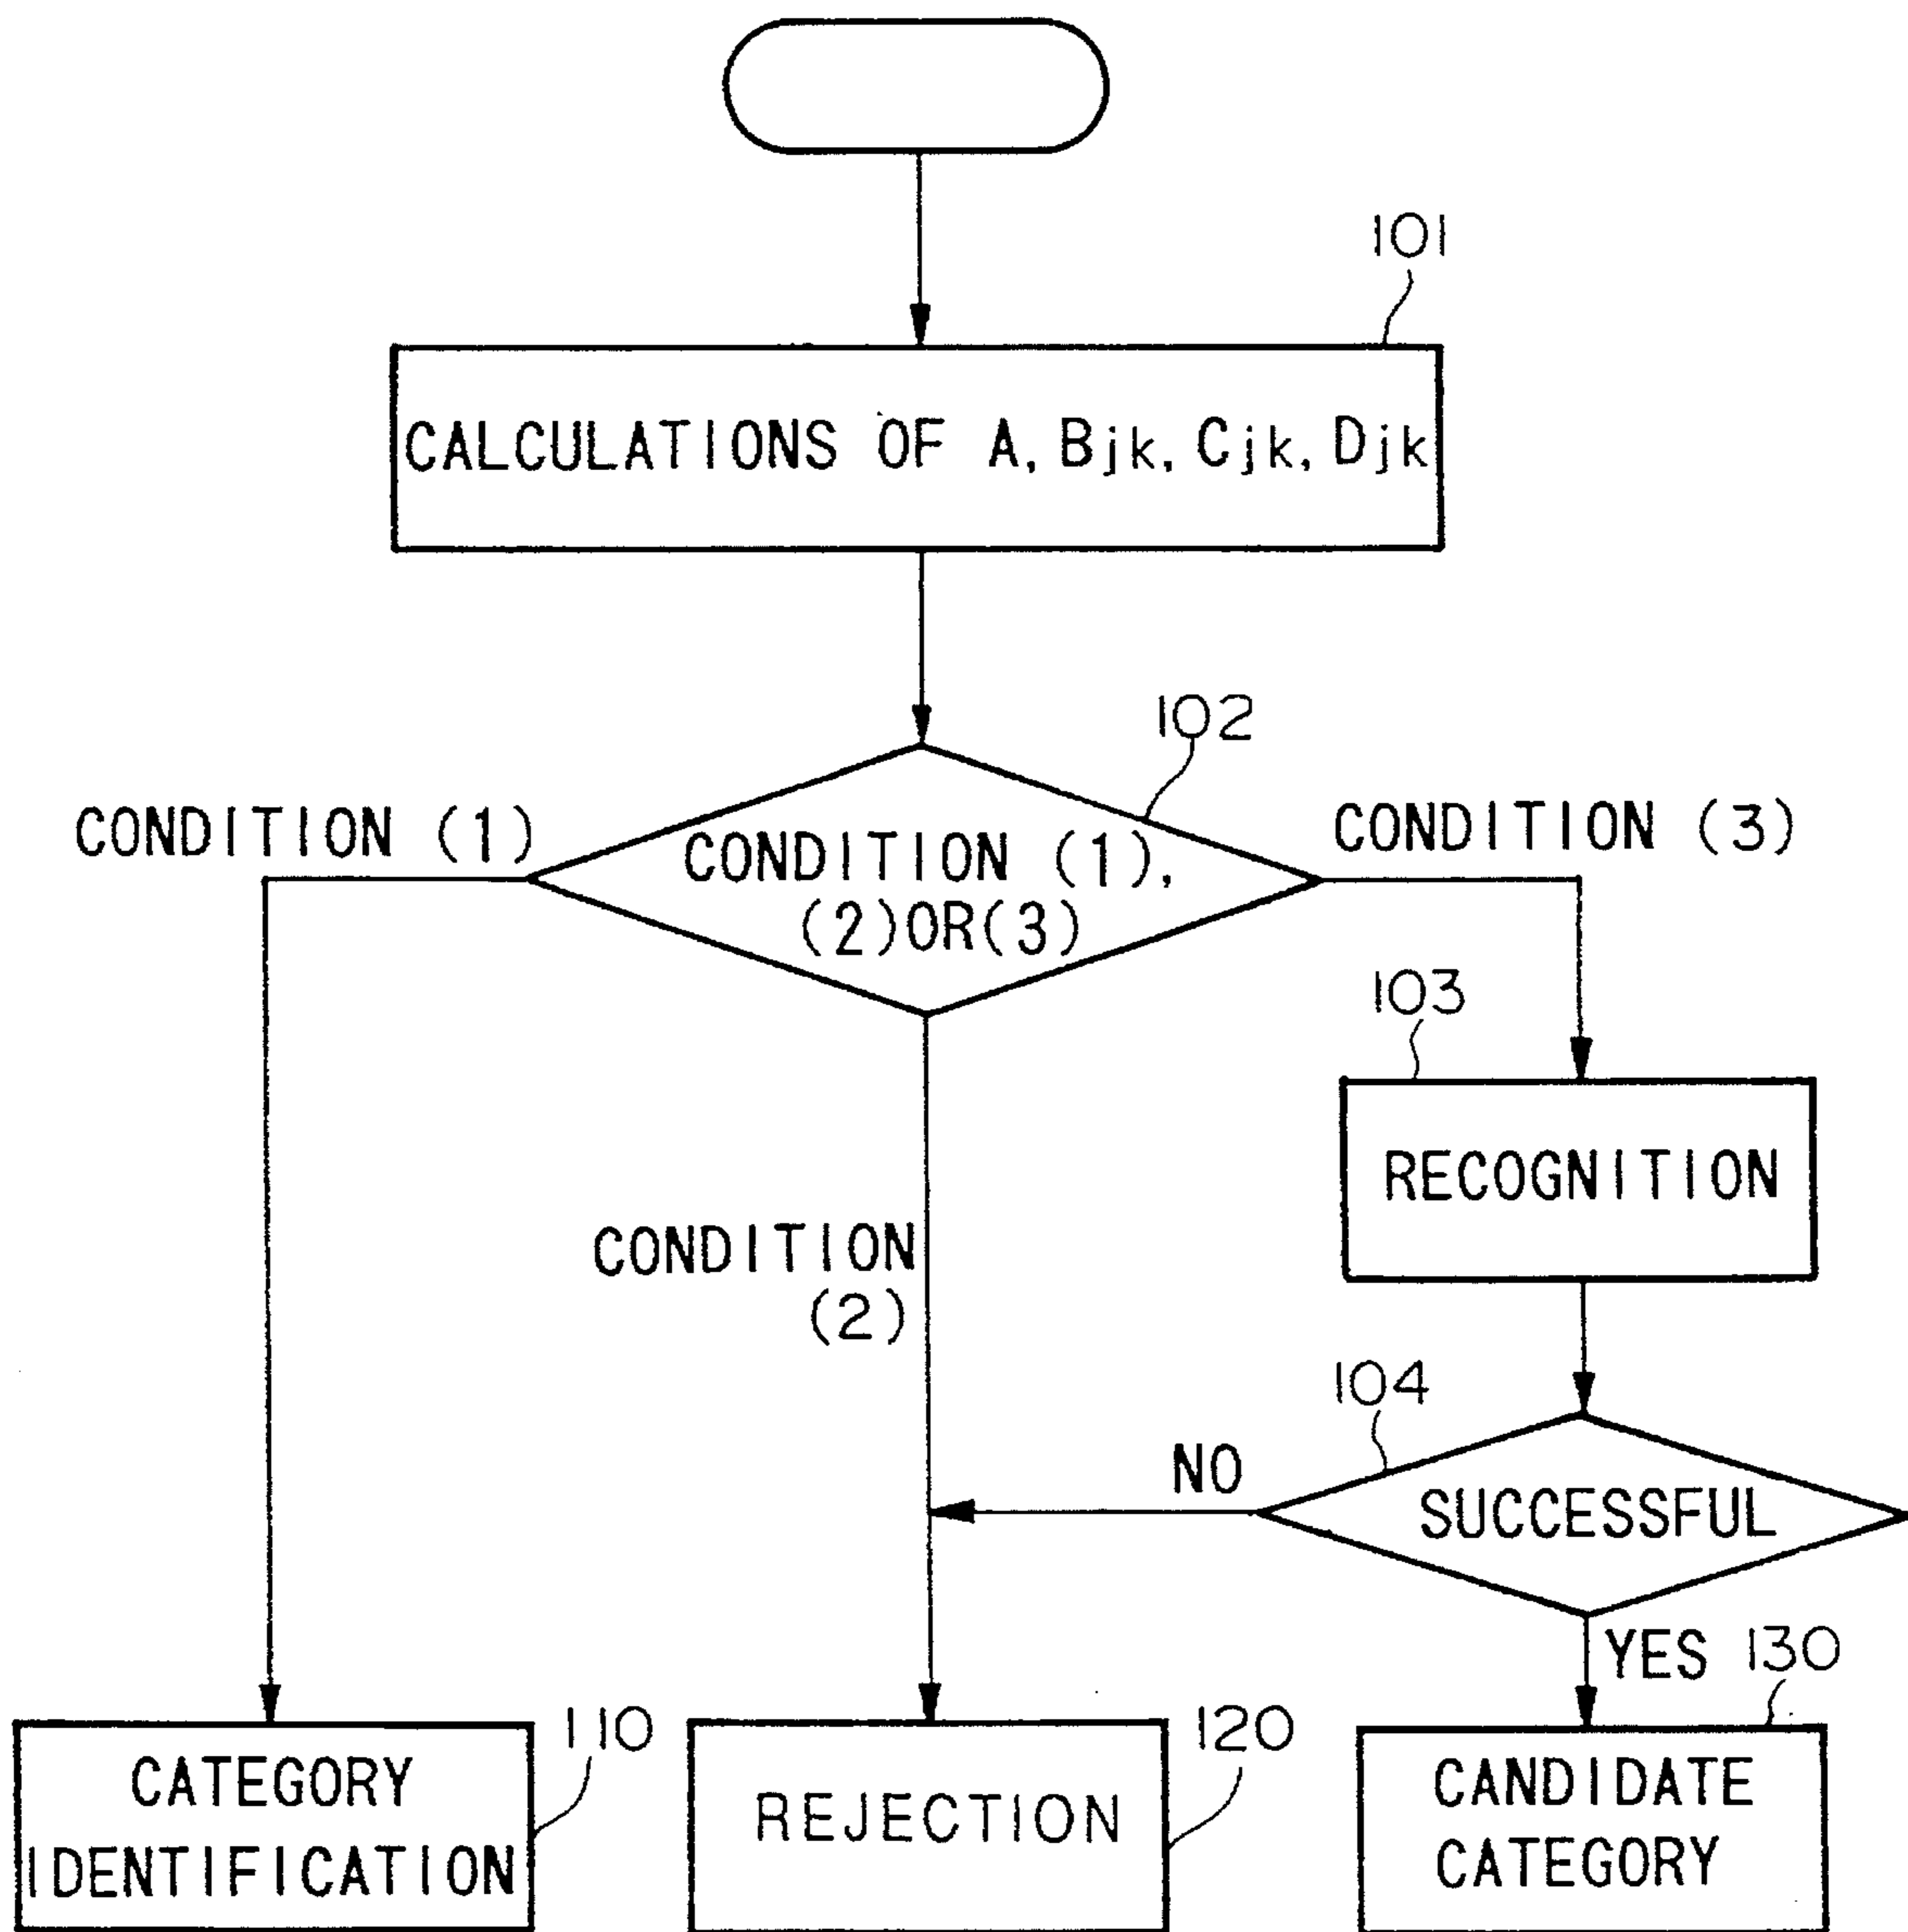 101
CALCULATIONS OF A, Bjk, Cjk, Djk
102
CONDITION (1)
CONDITION (1),
(2)OR(3)
CONDITION (3)
103
RECOGNITION
CONDITION
(2)
104
NO
SUCCESSFUL
YES
130
110
120
CATEGORY
IDENTIFICATION
REJECTION
CANDIDATE
CATEGORY